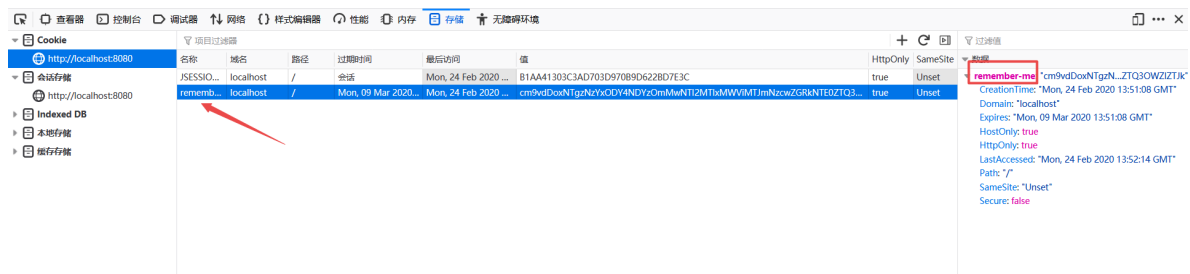 查看器 控制台 调试器 网络 {} 样式编辑器 性能 内存 存储 无障碍环境
Cookie
http://localhost:8080
会话存储
http://localhost:8080
Indexed DB
本地存储
缓存存储
项目过滤器
名称 域名 路径 过期时间 最后访问 值 HttpOnly SameSite
JSESSIO... localhost / 会话 Mon, 24 Feb 2020 ... B1AA41303C3AD703D970B9D622BD7E3C true Unset
rememb... localhost / Mon, 09 Mar 2020... Mon, 24 Feb 2020 ... cm9vdDoxNTgzNzYxODY4NDYzOmMwNTI2MTIxMWViMTJmNzcwZGRkNTE0ZTQ3... true Unset
过滤值
数据
remember-me: "cm9vdDoxNTgzN...ZTQ3OWZlZTJk"
CreationTime: "Mon, 24 Feb 2020 13:51:08 GMT"
Domain: "localhost"
Expires: "Mon, 09 Mar 2020 13:51:08 GMT"
HostOnly: true
HttpOnly: true
LastAccessed: "Mon, 24 Feb 2020 13:52:14 GMT"
Path: "/"
SameSite: "Unset"
Secure: false